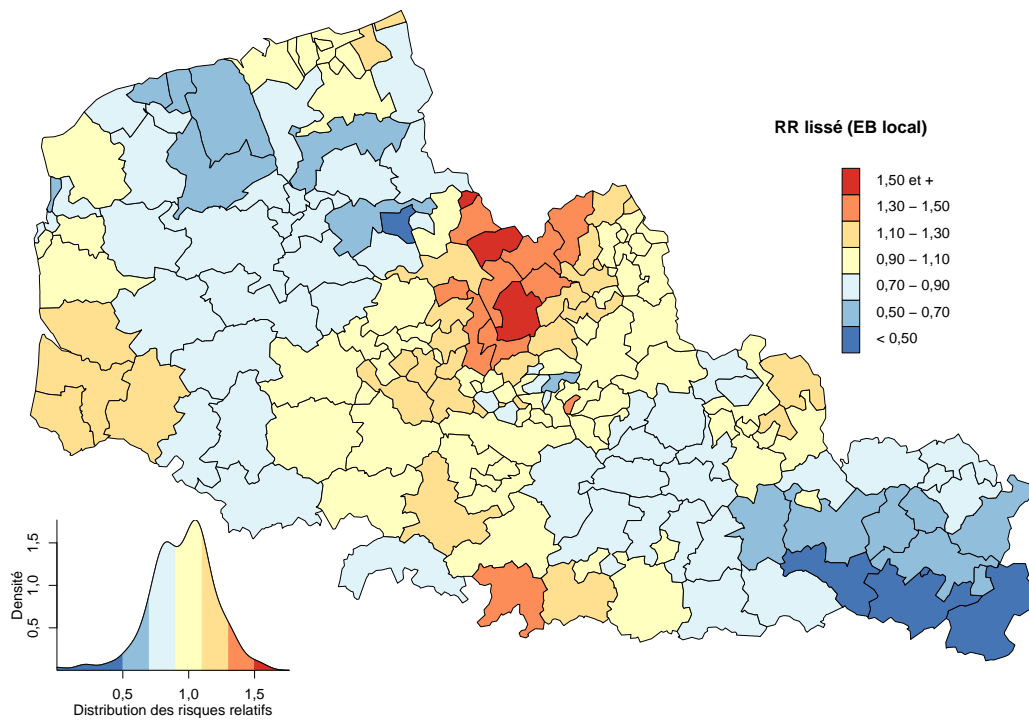 RR lissé (EB local)
1,50 et +
1,30 – 1,50
1,10 – 1,30
0,90 – 1,10
0,70 – 0,90
0,50 – 0,70
< 0,50
1,5
1,0
0,5
Densité
0,5 1,0 1,5
Distribution des risques relatifs